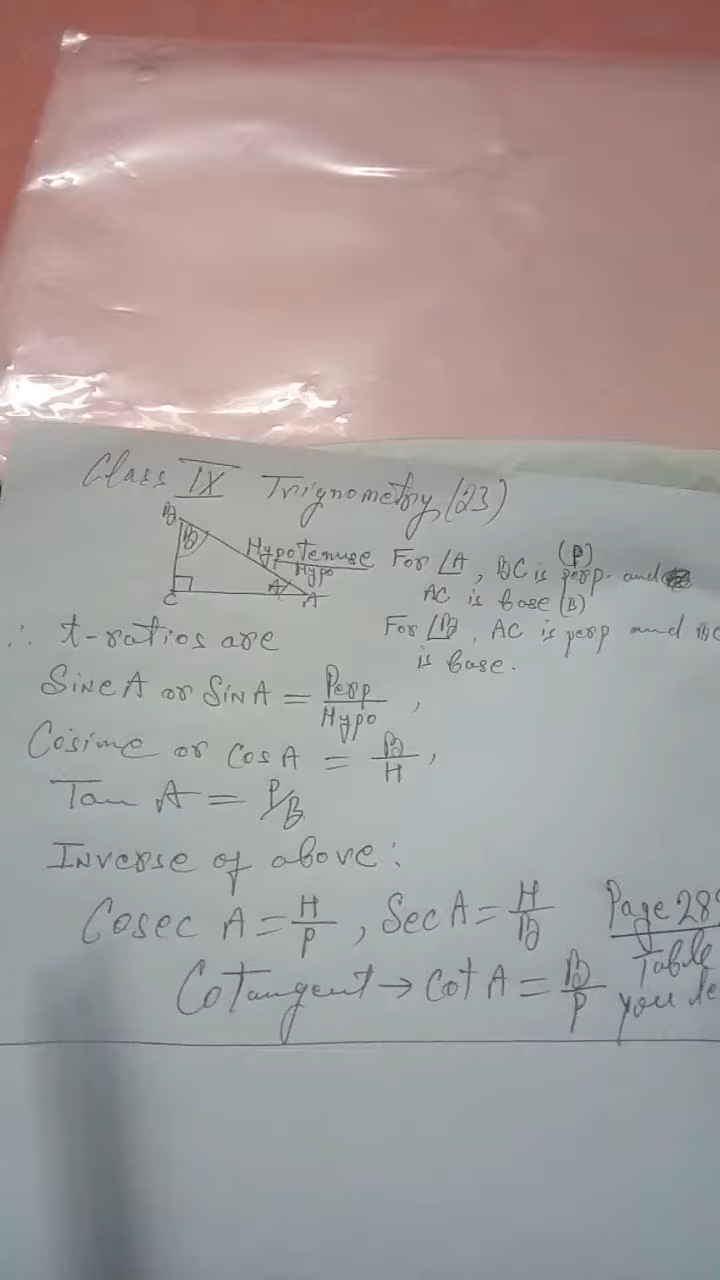 Class IX Trignometry (23)
B
B
Hypotenuse
Hypo
A
C
A
For ∠A, BC is perp. (P) and
AC is base (B)
For ∠B, AC is perp and BC
is base.
∴ t-ratios are
Sine A or Sin A = Perp/Hypo,
Cosine or Cos A = B/H,
Tan A = P/B
Inverse of above:
Cosec A = H/P, Sec A = H/B
Cotangent → Cot A = B/P
Page 28
Table
you